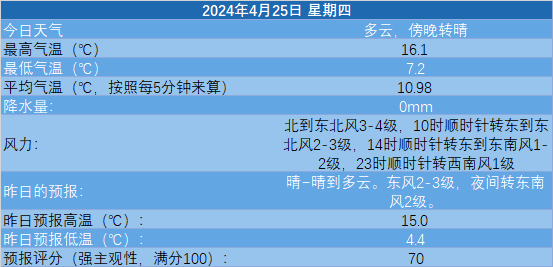 2024年4月25日 星期四
今日天气 多云，傍晚转晴
最高气温（℃） 16.1
最低气温（℃） 7.2
平均气温（℃，按照每5分钟来算） 10.98
降水量： 0mm
风力： 北到东北风3-4级，10时顺时针转东到东
北风2-3级，14时顺时针转东到东南风1-
2级，23时顺时针转西南风1级
昨日的预报： 晴-晴到多云。东风2-3级，夜间转东南
风2级。
昨日预报高温（℃）： 15.0
昨日预报低温（℃）： 4.4
预报评分（强主观性，满分100）： 70